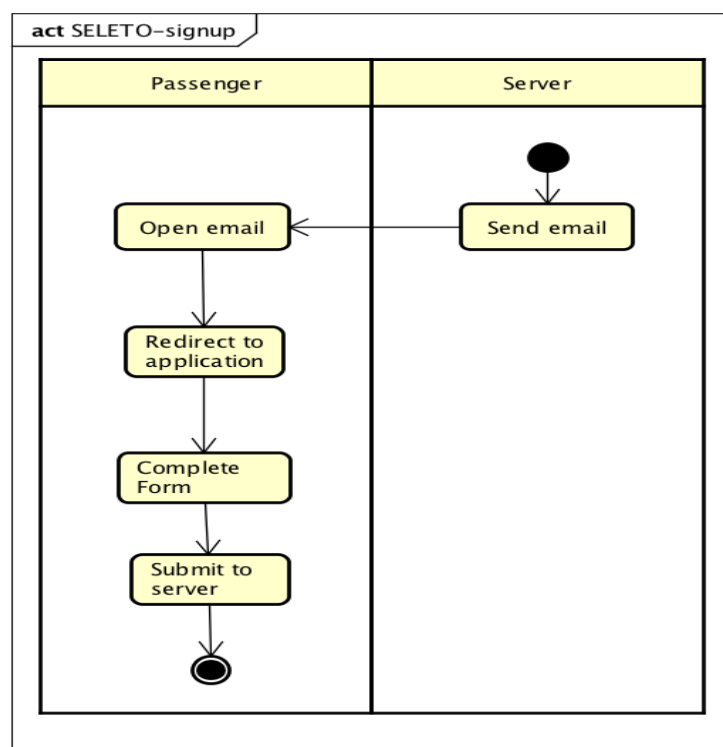 act SELETO-signup
Passenger
Server
Open email
Send email
Redirect to
application
Complete
Form
Submit to
server